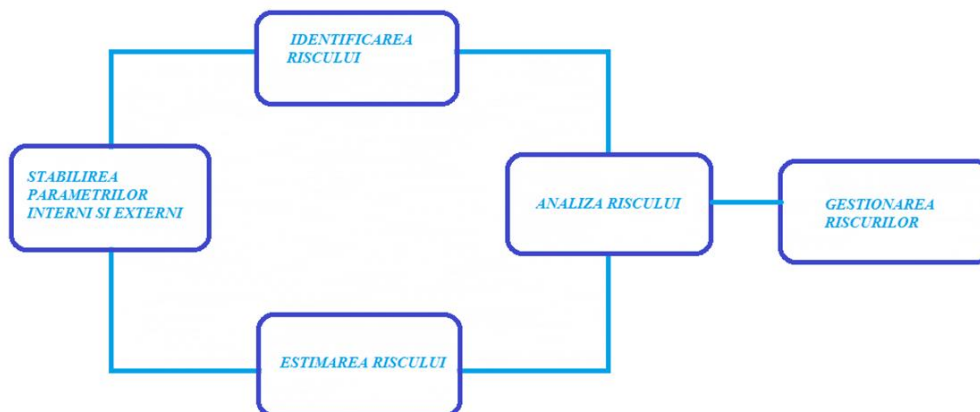 IDENTIFICAREA
RISCULUI
STABILIREA
PARAMETRILOR
INTERNI SI EXTERNI
ANALIZA RISCULUI
GESTIONAREA
RISCURILOR
ESTIMAREA RISCULUI